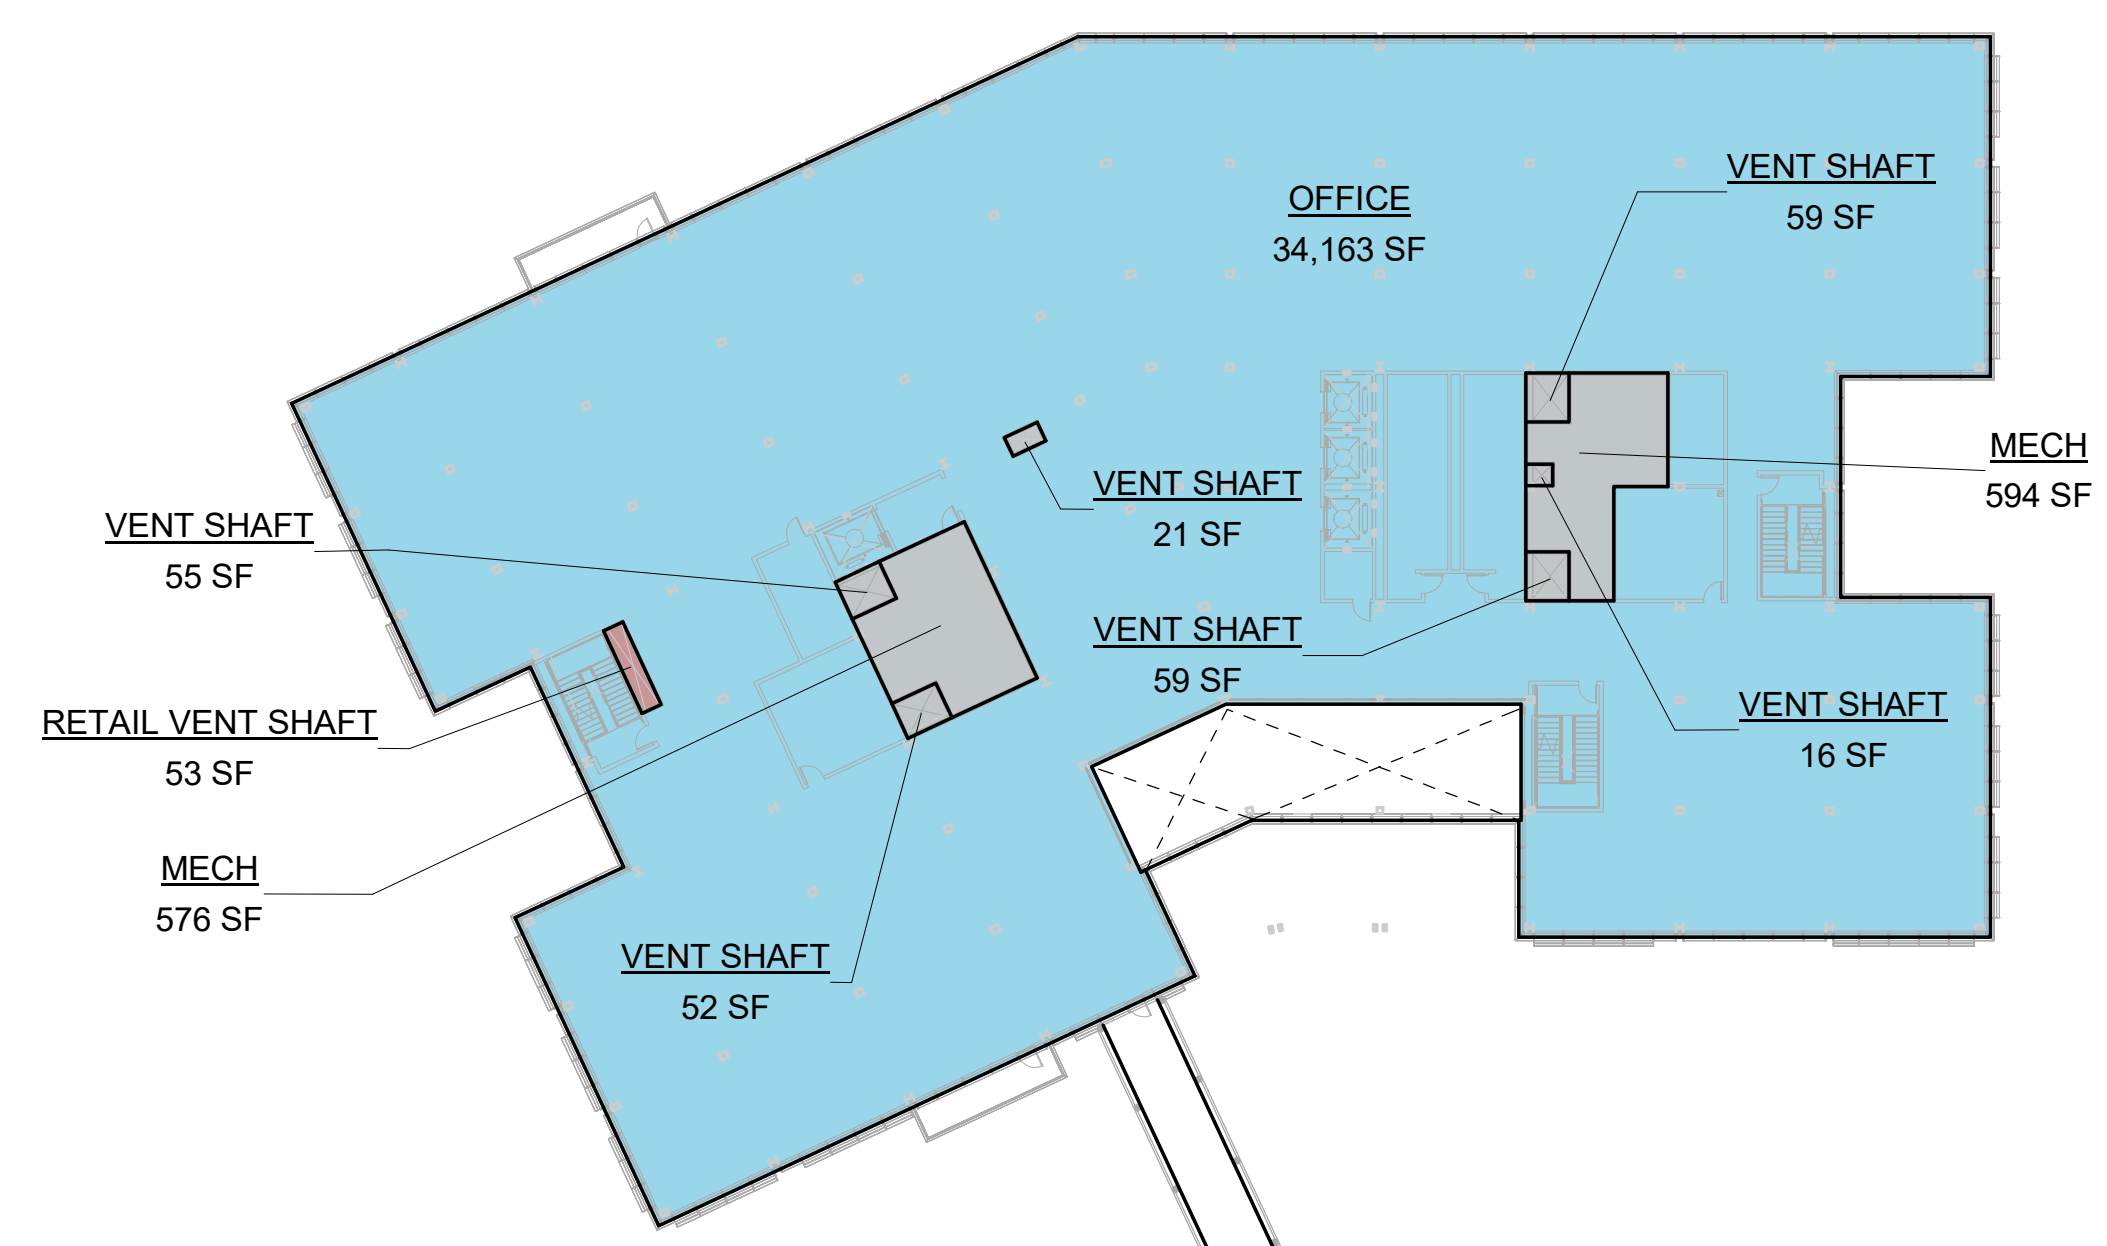 VENT SHAFT
59 SF
OFFICE
34,163 SF
MECH
594 SF
VENT SHAFT
21 SF
VENT SHAFT
55 SF
VENT SHAFT
59 SF
RETAIL VENT SHAFT
53 SF
VENT SHAFT
16 SF
MECH
576 SF
VENT SHAFT
52 SF